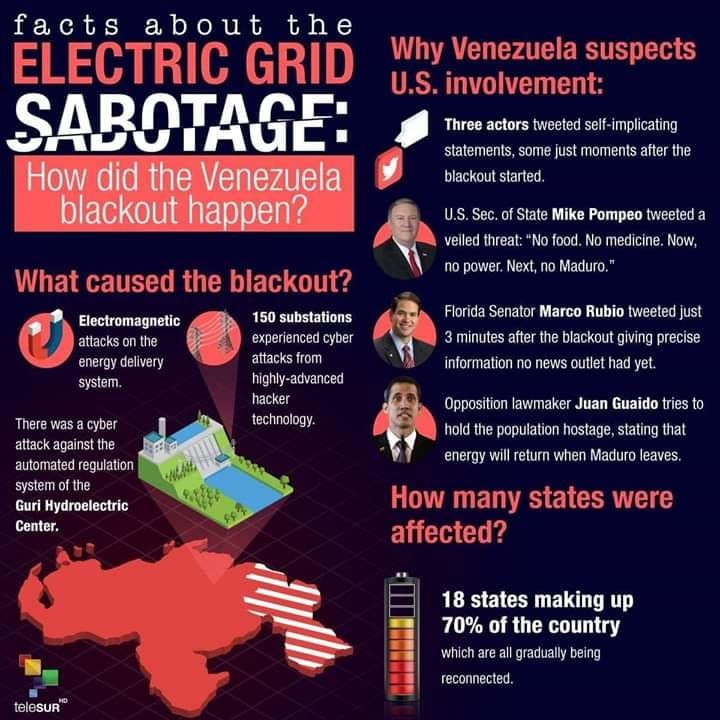 facts about the
ELECTRIC GRID
SABOTAGE:
How did the Venezuela
blackout happen?
What caused the blackout?
Electromagnetic
attacks on the
energy delivery
system.
150 substations
experienced cyber
attacks from
highly-advanced
hacker
technology.
There was a cyber
attack against the
automated regulation
system of the
Guri Hydroelectric
Center.
teleSUR HD
Why Venezuela suspects
U.S. involvement:
Three actors tweeted self-implicating
statements, some just moments after the
blackout started.
U.S. Sec. of State Mike Pompeo tweeted a
veiled threat: “No food. No medicine. Now,
no power. Next, no Maduro.”
Florida Senator Marco Rubio tweeted just
3 minutes after the blackout giving precise
information no news outlet had yet.
Opposition lawmaker Juan Guaido tries to
hold the population hostage, stating that
energy will return when Maduro leaves.
How many states were
affected?
18 states making up
70% of the country
which are all gradually being
reconnected.